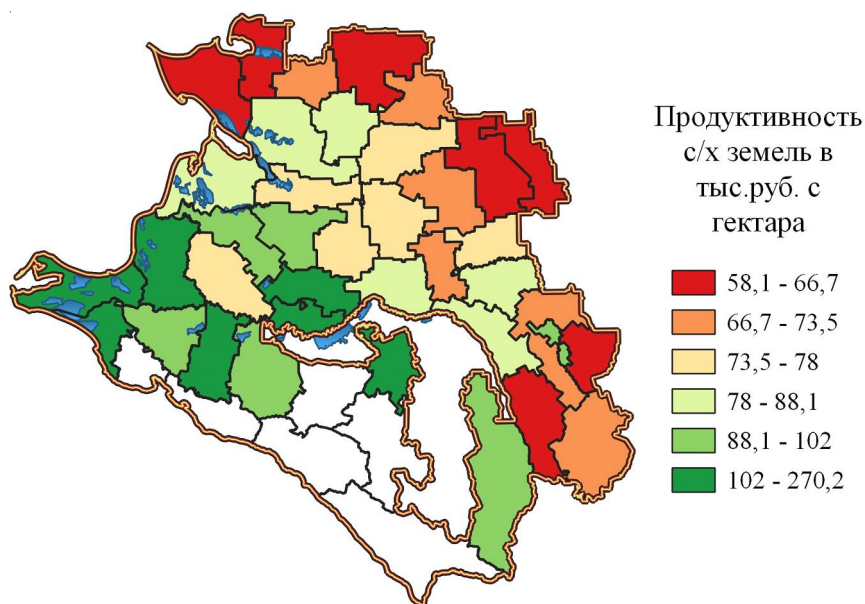 Продуктивность
с/х земель в
тыс.руб. с
гектара
58,1 - 66,7
66,7 - 73,5
73,5 - 78
78 - 88,1
88,1 - 102
102 - 270,2